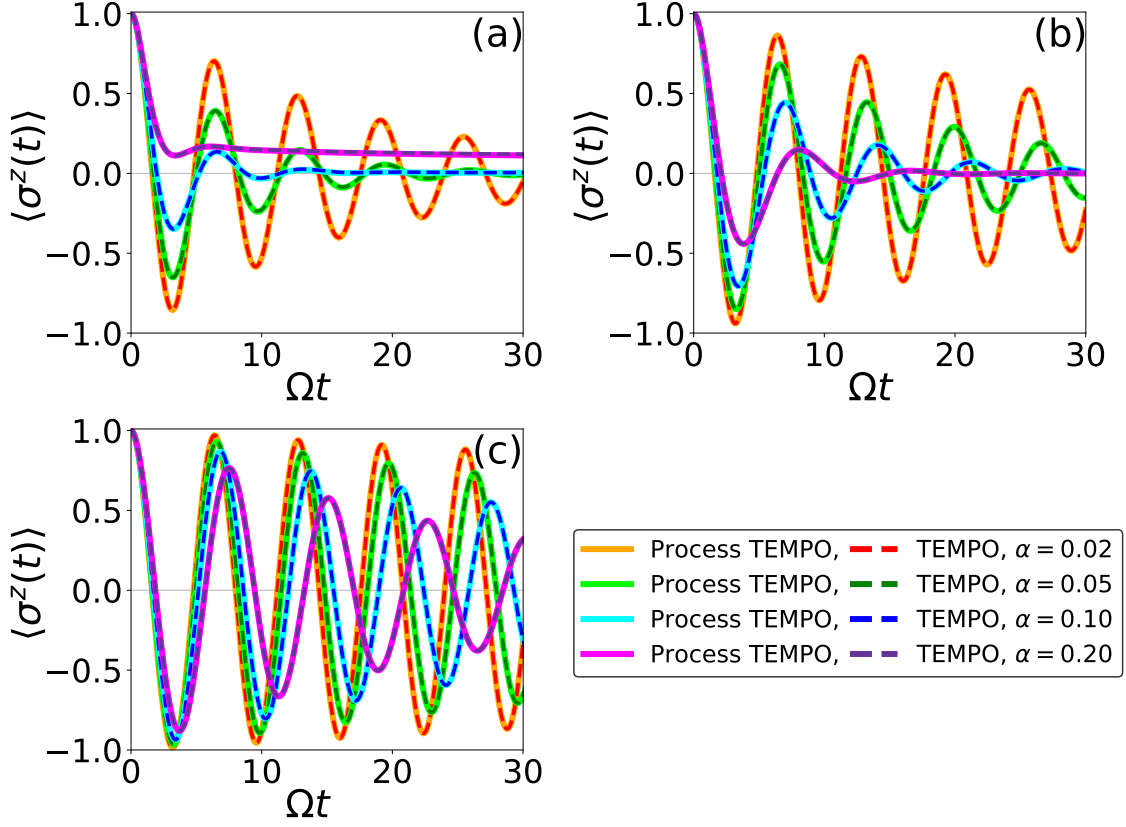 (a)
1.0
0.5
0.0
−0.5
−1.0
⟨σ^z(t)⟩
0 10 20 30
Ωt
(b)
1.0
0.5
0.0
−0.5
−1.0
⟨σ^z(t)⟩
0 10 20 30
Ωt
(c)
1.0
0.5
0.0
−0.5
−1.0
⟨σ^z(t)⟩
0 10 20 30
Ωt
Process TEMPO, TEMPO, α = 0.02
Process TEMPO, TEMPO, α = 0.05
Process TEMPO, TEMPO, α = 0.10
Process TEMPO, TEMPO, α = 0.20